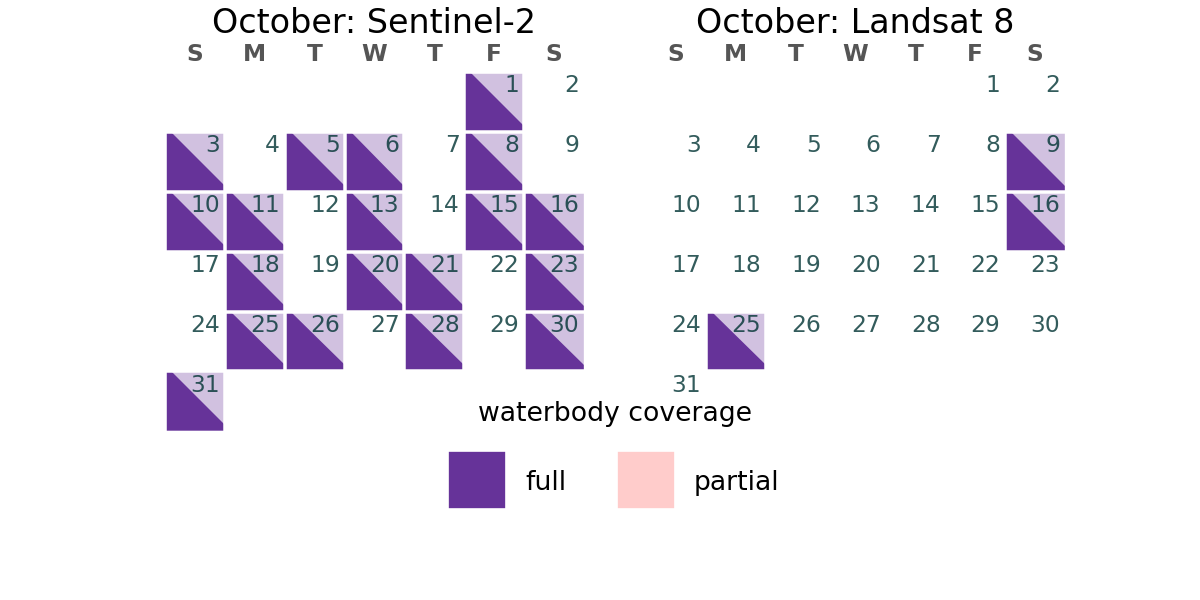 October: Sentinel-2
S M T W T F S
1 2
3 4 5 6 7 8 9
10 11 12 13 14 15 16
17 18 19 20 21 22 23
24 25 26 27 28 29 30
31
October: Landsat 8
S M T W T F S
1 2
3 4 5 6 7 8 9
10 11 12 13 14 15 16
17 18 19 20 21 22 23
24 25 26 27 28 29 30
31
waterbody coverage
full partial